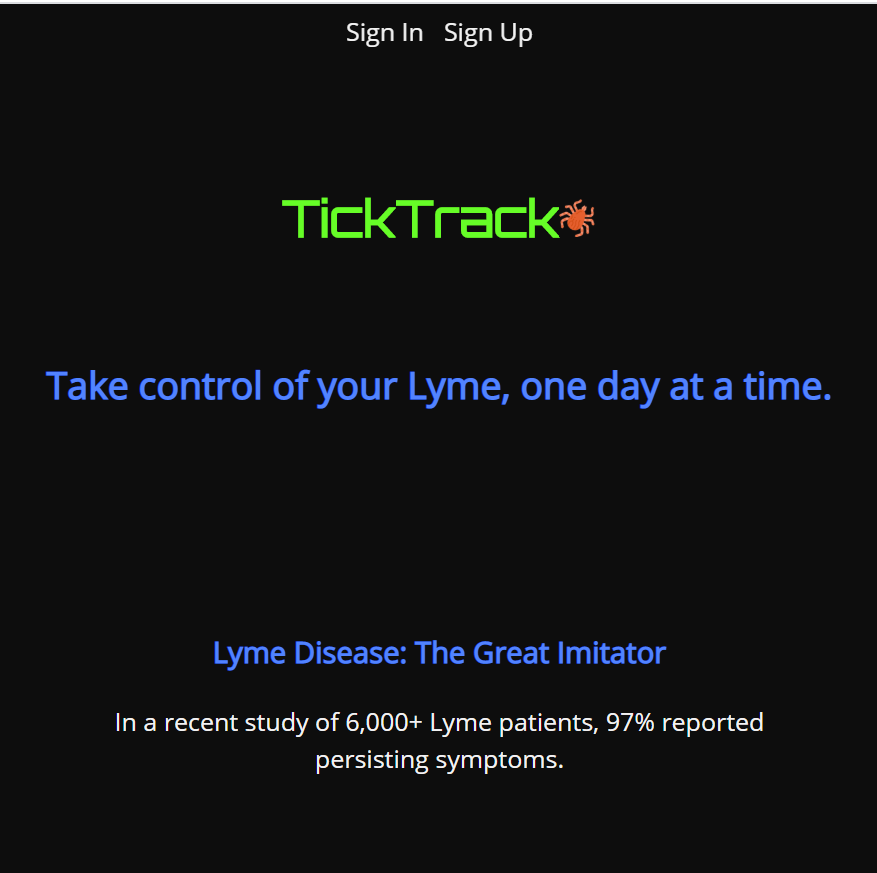 Sign In Sign Up
TickTrack
Take control of your Lyme, one day at a time.
Lyme Disease: The Great Imitator
In a recent study of 6,000+ Lyme patients, 97% reported
persisting symptoms.